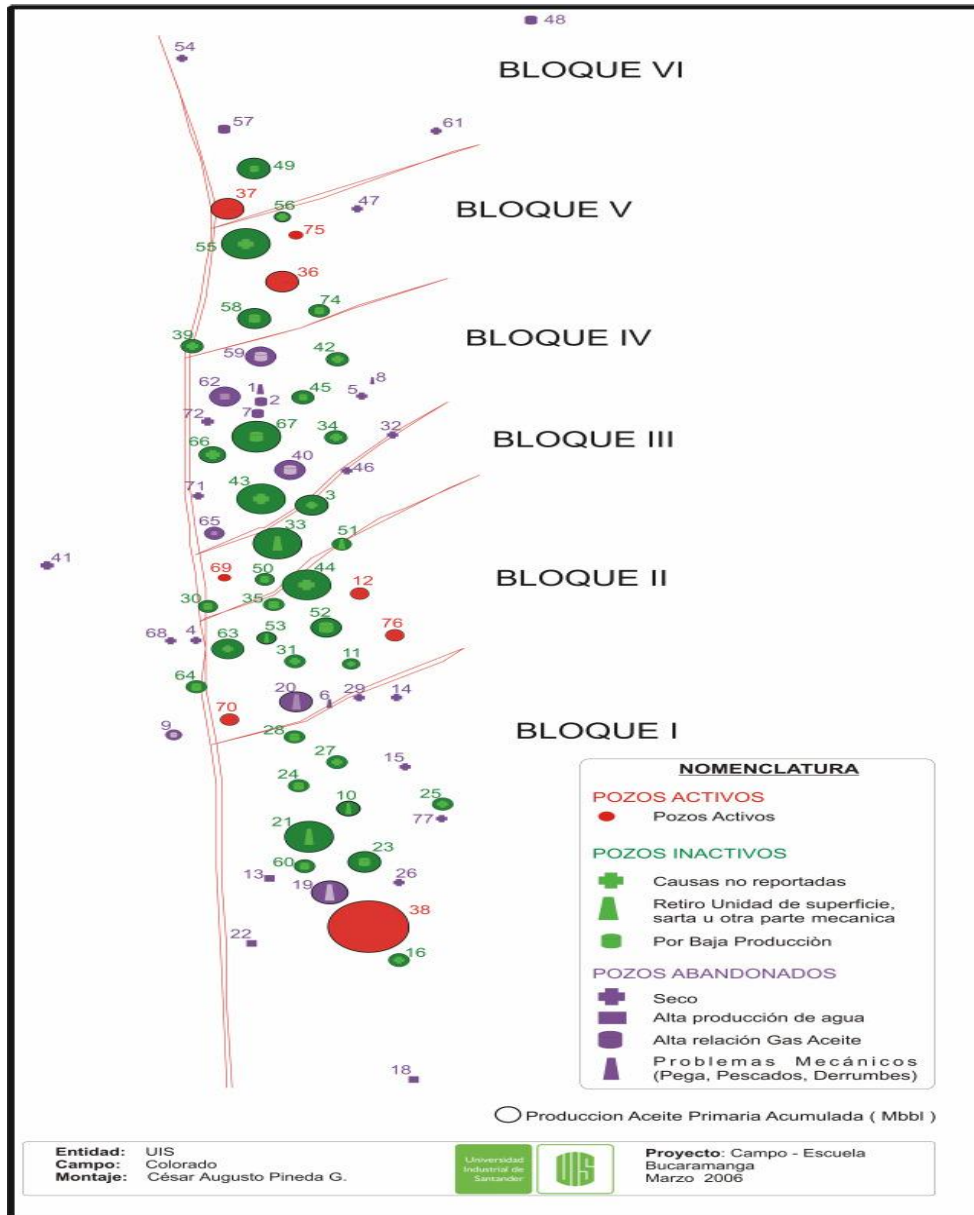 48
54
BLOQUE VI
57
61
49
37
47
56
BLOQUE V
75
55
36
74
58
39
BLOQUE IV
59
42
8
1
62
5
45
2
7
72
67
34
32
BLOQUE III
66
40
46
43
71
3
33
65
51
41
69
50
44
BLOQUE II
12
30
35
52
76
53
68
4
63
31
11
64
20
6
29
14
70
9
28
BLOQUE I
27
15
24
10
25
77
21
23
60
13
26
19
38
22
16
18
NOMENCLATURA
POZOS ACTIVOS
Pozos Activos
POZOS INACTIVOS
Causas no reportadas
Retiro Unidad de superficie,
sarta u otra parte mecanica
Por Baja Producciòn
POZOS ABANDONADOS
Seco
Alta producción de agua
Alta relación Gas Aceite
Problemas Mecánicos
(Pega, Pescados, Derrumbes)
Produccion Aceite Primaria Acumulada ( Mbbl )
Entidad: UIS
Campo: Colorado
Montaje: César Augusto Pineda G.
Universidad
Industrial de
Santander
UIS
Proyecto: Campo - Escuela
Bucaramanga
Marzo 2006